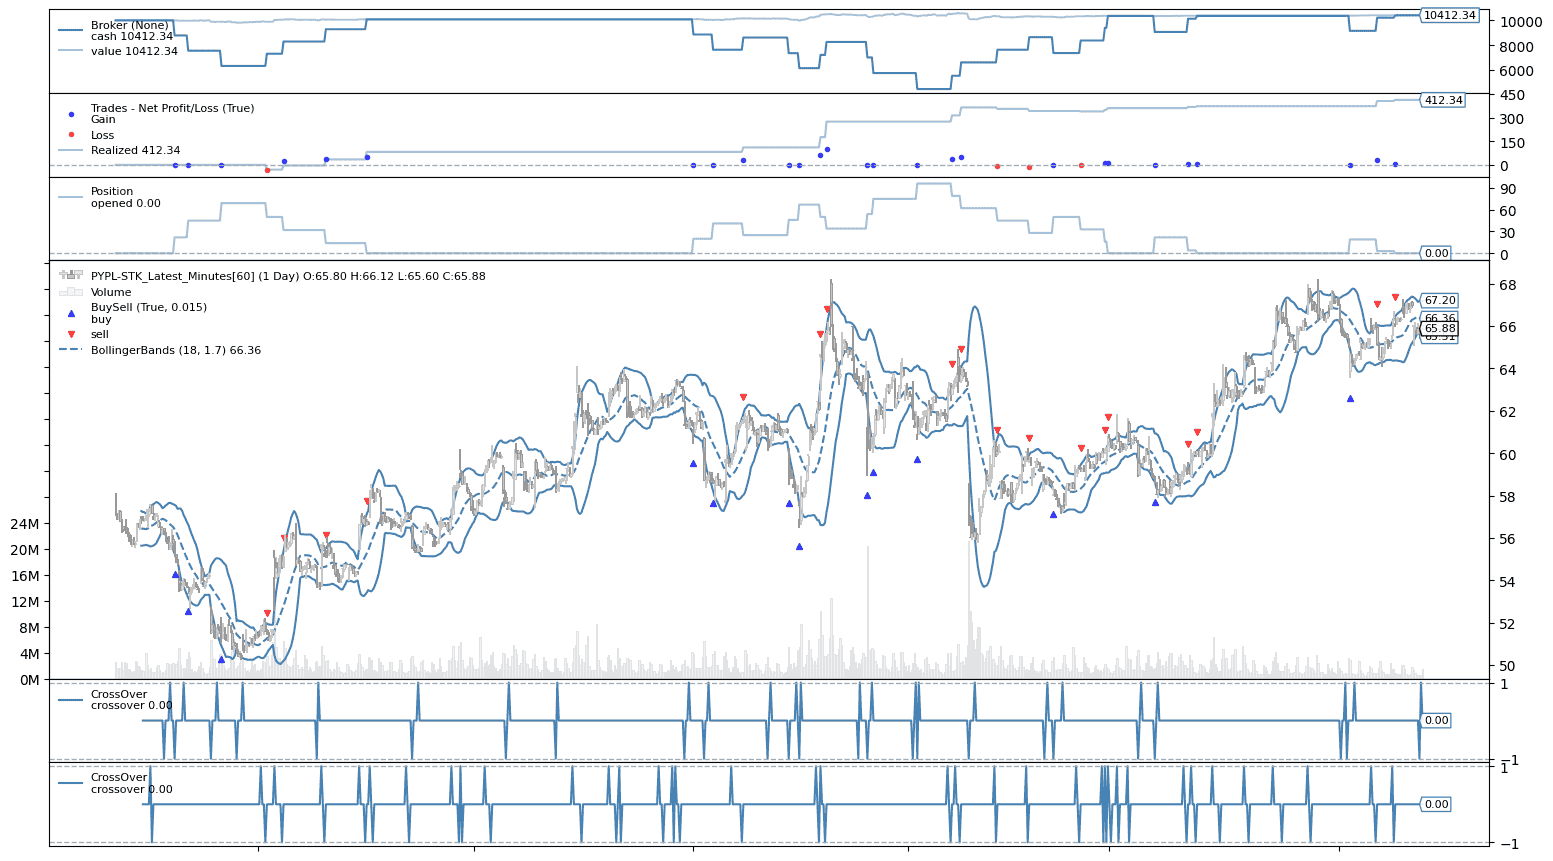 Broker (None)
cash 10412.34
value 10412.34
10412.34
10000
8000
6000
Trades - Net Profit/Loss (True)
Gain
Loss
Realized 412.34
412.34
450
300
150
0
Position
opened 0.00
90
60
30
0
0.00
PYPL-STK_Latest_Minutes[60] (1 Day) O:65.80 H:66.12 L:65.60 C:65.88
Volume
BuySell (True, 0.015)
buy
sell
BollingerBands (18, 1.7) 66.36
68
67.20
66.36
66
65.88
64
62
60
58
56
54
52
50
24M
20M
16M
12M
8M
4M
0M
CrossOver
crossover 0.00
1
0.00
−1
CrossOver
crossover 0.00
1
0.00
−1